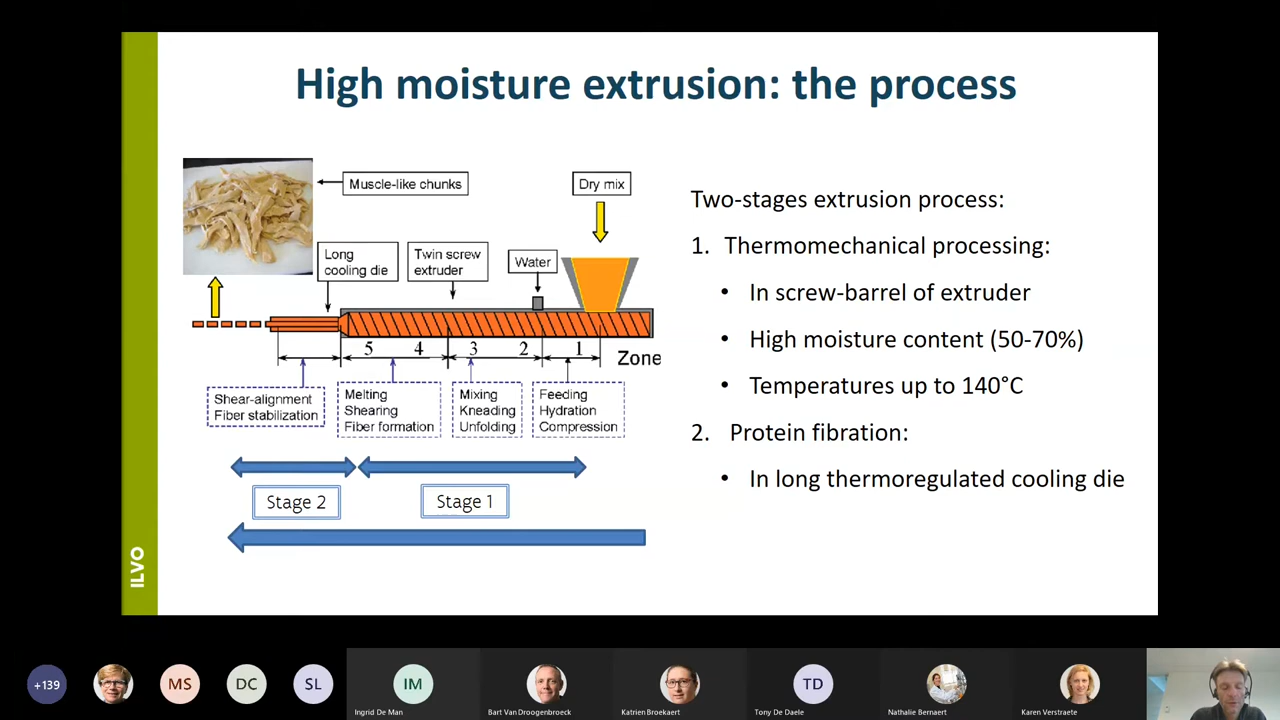 High moisture extrusion: the process
Muscle-like chunks
Dry mix
Long
cooling die
Twin screw
extruder
Water
5 4 3 2 1 Zone
Shear-alignment
Fiber stabilization
Melting
Shearing
Fiber formation
Mixing
Kneading
Unfolding
Feeding
Hydration
Compression
Stage 2
Stage 1
Two-stages extrusion process:
1. Thermomechanical processing:
• In screw-barrel of extruder
• High moisture content (50-70%)
• Temperatures up to 140°C
2. Protein fibration:
• In long thermoregulated cooling die
ILVO
+139
MS
DC
SL
IM
TD
Ingrid De Man
Bart Van Droogenbroeck
Katrien Broekaert
Tony De Daele
Nathalie Bernaert
Karen Verstraete